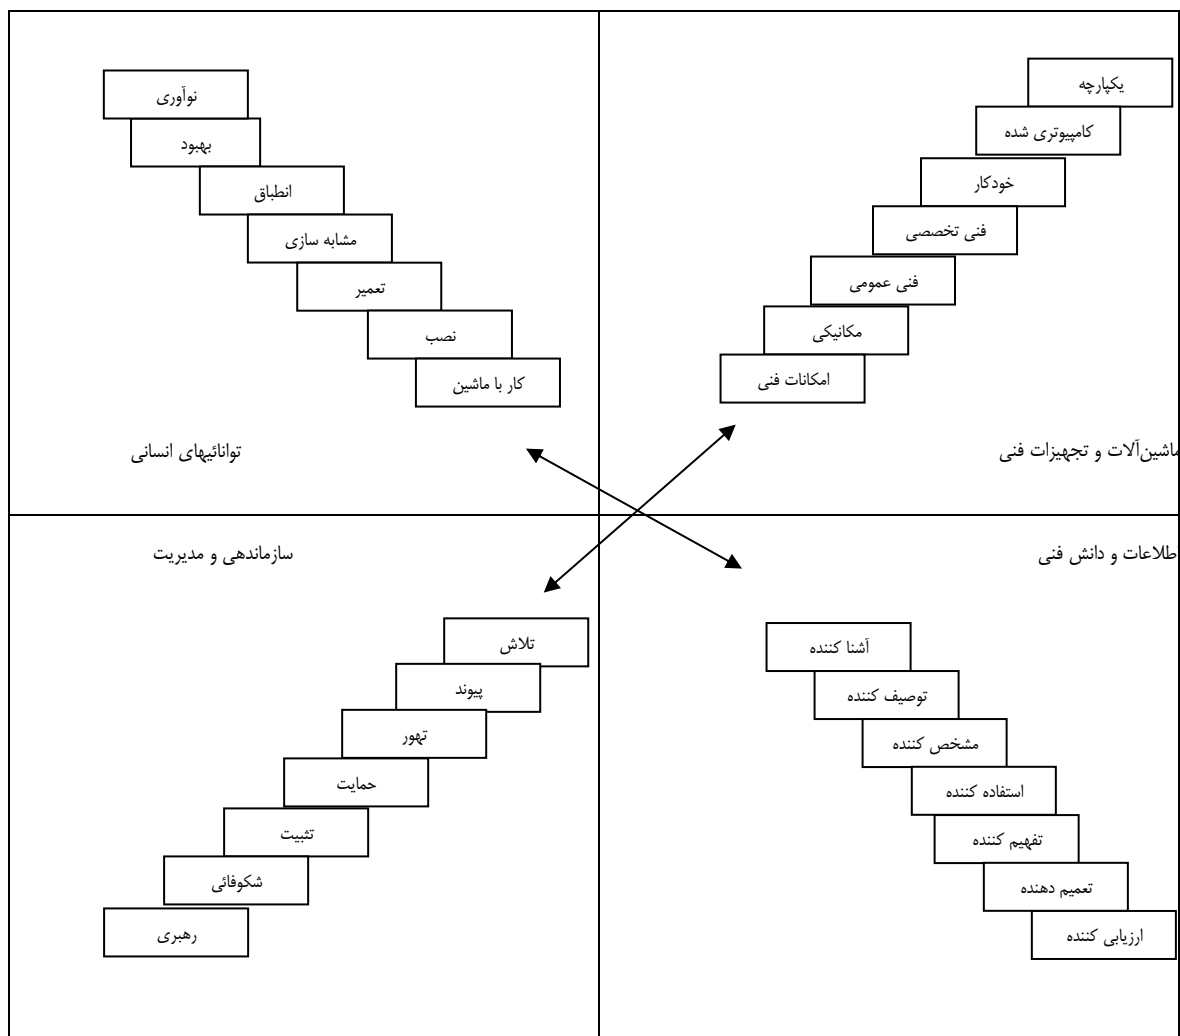 یکپارچه
کامپیوتری شده
خودکار
فنی تخصصی
فنی عمومی
مکانیکی
امکانات فنی
ماشین‌آلات و تجهیزات فنی
نوآوری
بهبود
انطباق
مشابه سازی
تعمیر
نصب
کار با ماشین
توانائیهای انسانی
طلاعات و دانش فنی
آشنا کننده
توصیف کننده
مشخص کننده
استفاده کننده
تفهیم کننده
تعمیم دهنده
ارزیابی کننده
سازماندهی و مدیریت
تلاش
پیوند
تهور
حمایت
تثبیت
شکوفائی
رهبری